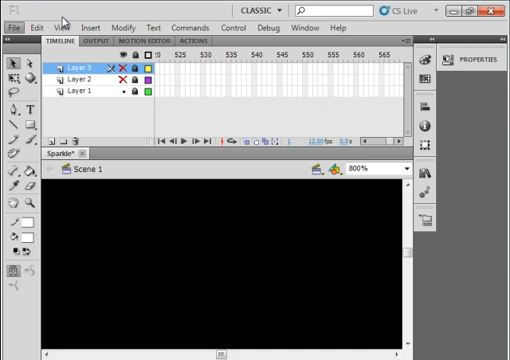 Fl CLASSIC CS Live
File Edit View Insert Modify Text Commands Control Debug Window Help
TIMELINE OUTPUT MOTION EDITOR ACTIONS
525 530 535 540 545 550 555 560 565
PROPERTIES
Layer 3
Layer 2
Layer 1
1 12.00 fps 0.0 s
Sparkle*
Scene 1 800%